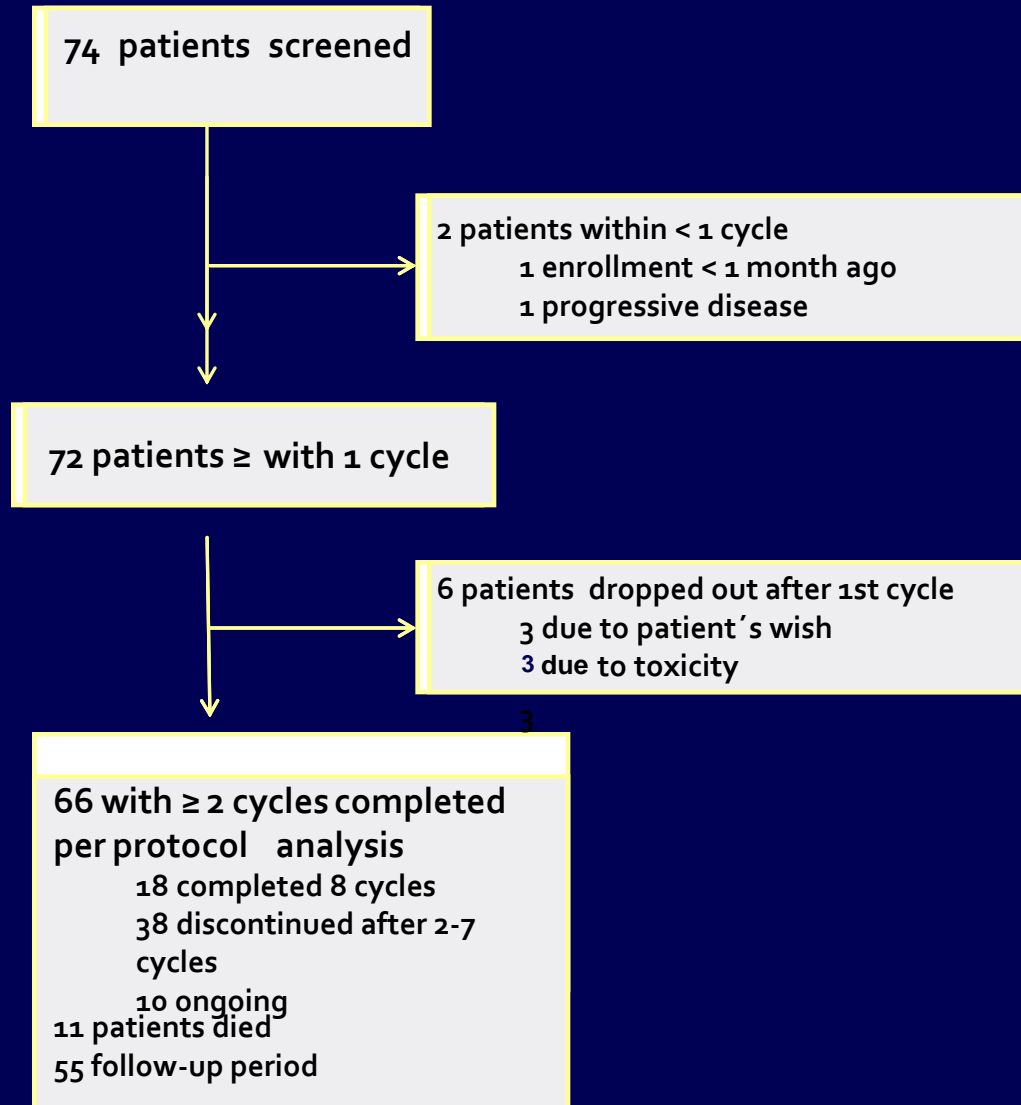 74 patients screened
2 patients within < 1 cycle
1 enrollment < 1 month ago
1 progressive disease
72 patients ≥ with 1 cycle
6 patients dropped out after 1st cycle
3 due to patient´s wish
3 due to toxicity
3
66 with ≥ 2 cycles completed
per protocol analysis
18 completed 8 cycles
38 discontinued after 2-7
cycles
10 ongoing
11 patients died
55 follow-up period